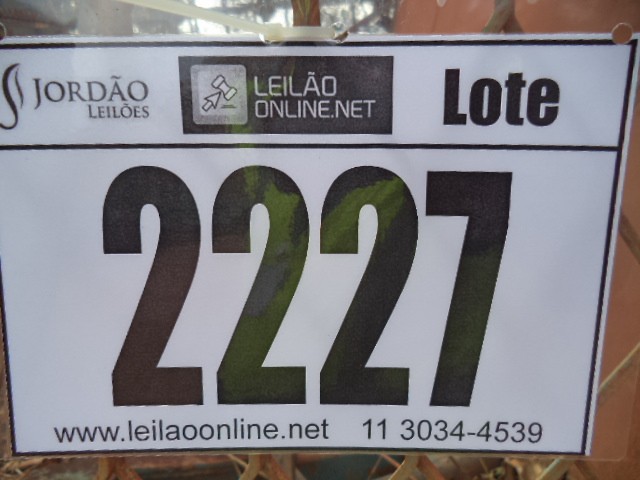 JORDÃO
LEILÕES
LEILÃO
ONLINE.NET
Lote
2227
www.leilaoonline.net 11 3034-4539